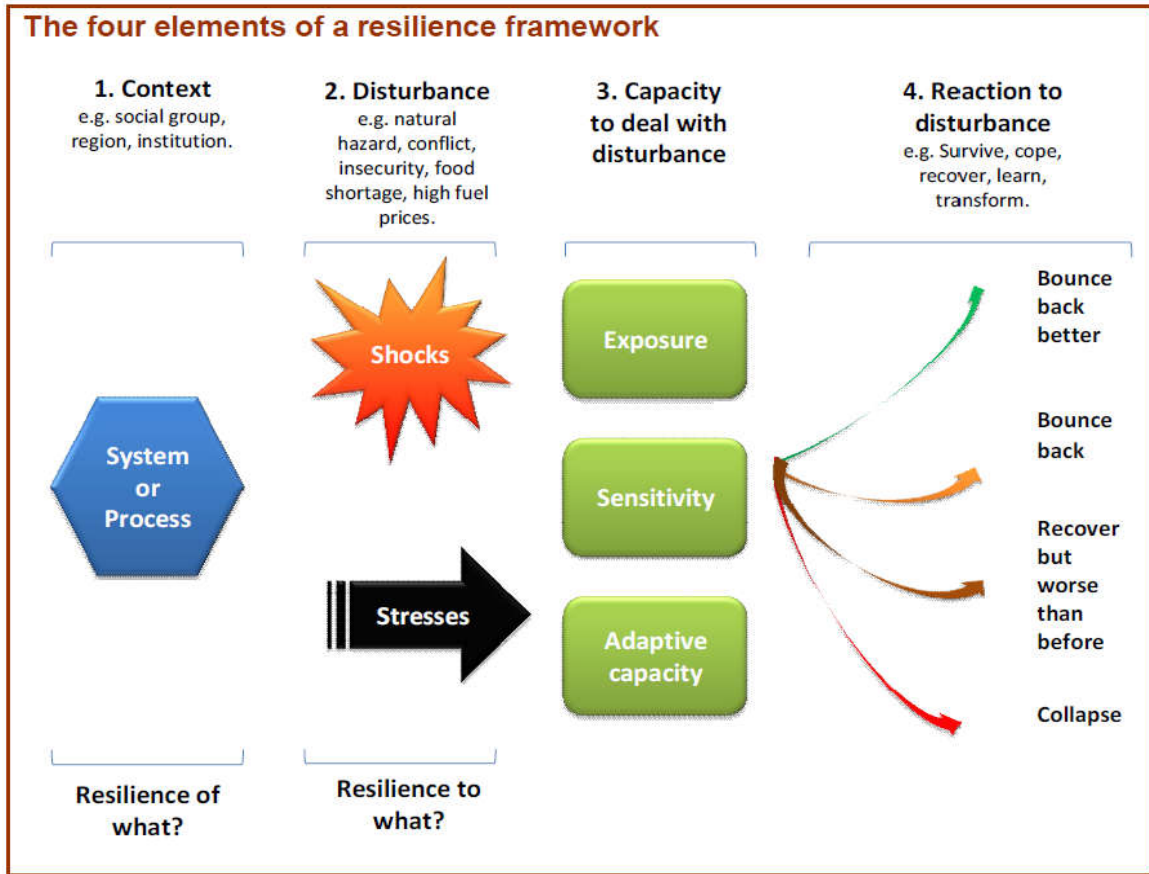 The four elements of a resilience framework
1. Context
e.g. social group,
region, institution.
2. Disturbance
e.g. natural
hazard, conflict,
insecurity, food
shortage, high fuel
prices.
3. Capacity
to deal with
disturbance
4. Reaction to
disturbance
e.g. Survive, cope,
recover, learn,
transform.
System
or
Process
Shocks
Stresses
Exposure
Sensitivity
Adaptive
capacity
Bounce
back
better
Bounce
back
Recover
but
worse
than
before
Collapse
Resilience of
what?
Resilience to
what?